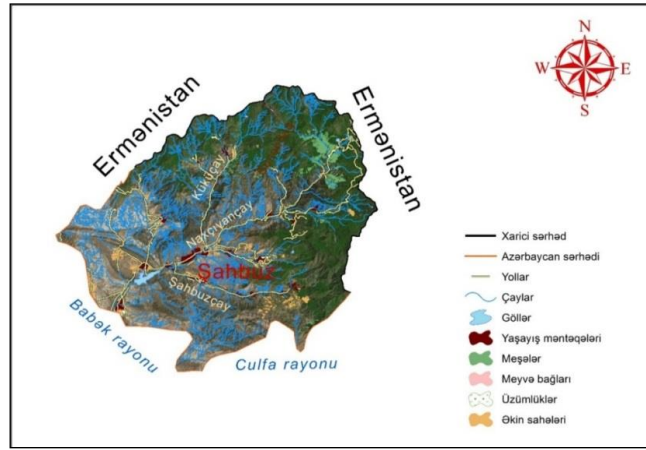 N
W
E
S
Ermənistan
Ermənistan
Kükuçay
Naxçıvançay
Şahbuz
Şahbuzçay
Babək rayonu
Culfa rayonu
Xarici sərhəd
Azərbaycan sərhədi
Yollar
Çaylar
Göllər
Yaşayış məntəqələri
Meşələr
Meyvə bağları
Üzümlüklər
Əkin sahələri